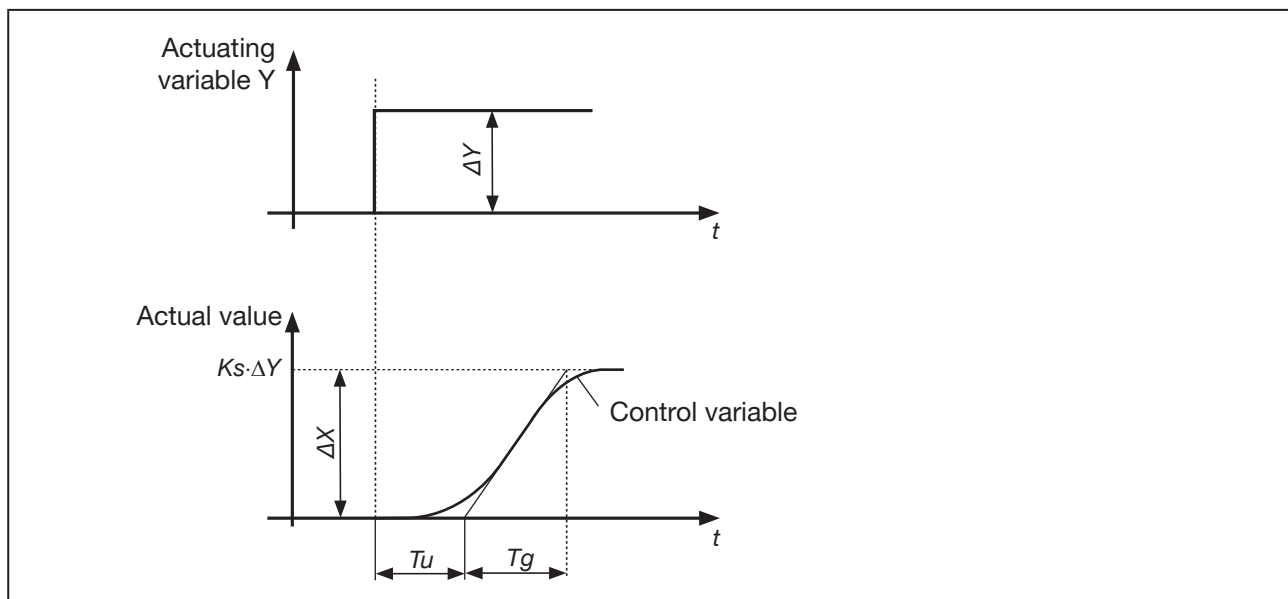 Actuating
variable Y
ΔY
t
Actual value
Ks·ΔY
ΔX
Control variable
t
Tu
Tg